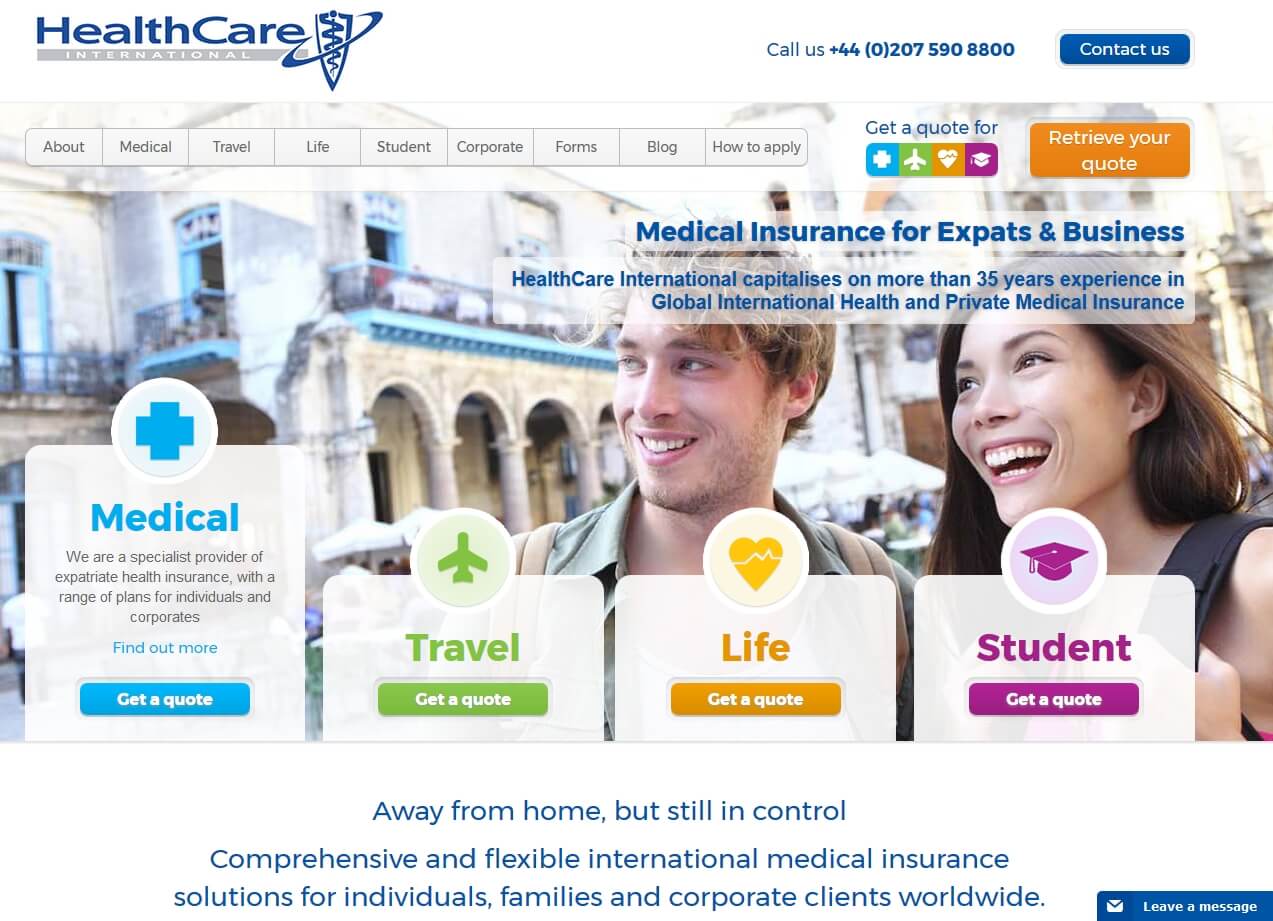 HealthCare
INTERNATIONAL
Call us +44 (0)207 590 8800
Contact us
About
Medical
Travel
Life
Student
Corporate
Forms
Blog
How to apply
Get a quote for
Retrieve your
quote
Medical Insurance for Expats & Business
HealthCare International capitalises on more than 35 years experience in
Global International Health and Private Medical Insurance
Medical
We are a specialist provider of
expatriate health insurance, with a
range of plans for individuals and
corporates
Find out more
Get a quote
Travel
Get a quote
Life
Get a quote
Student
Get a quote
Away from home, but still in control
Comprehensive and flexible international medical insurance
solutions for individuals, families and corporate clients worldwide.
Leave a message